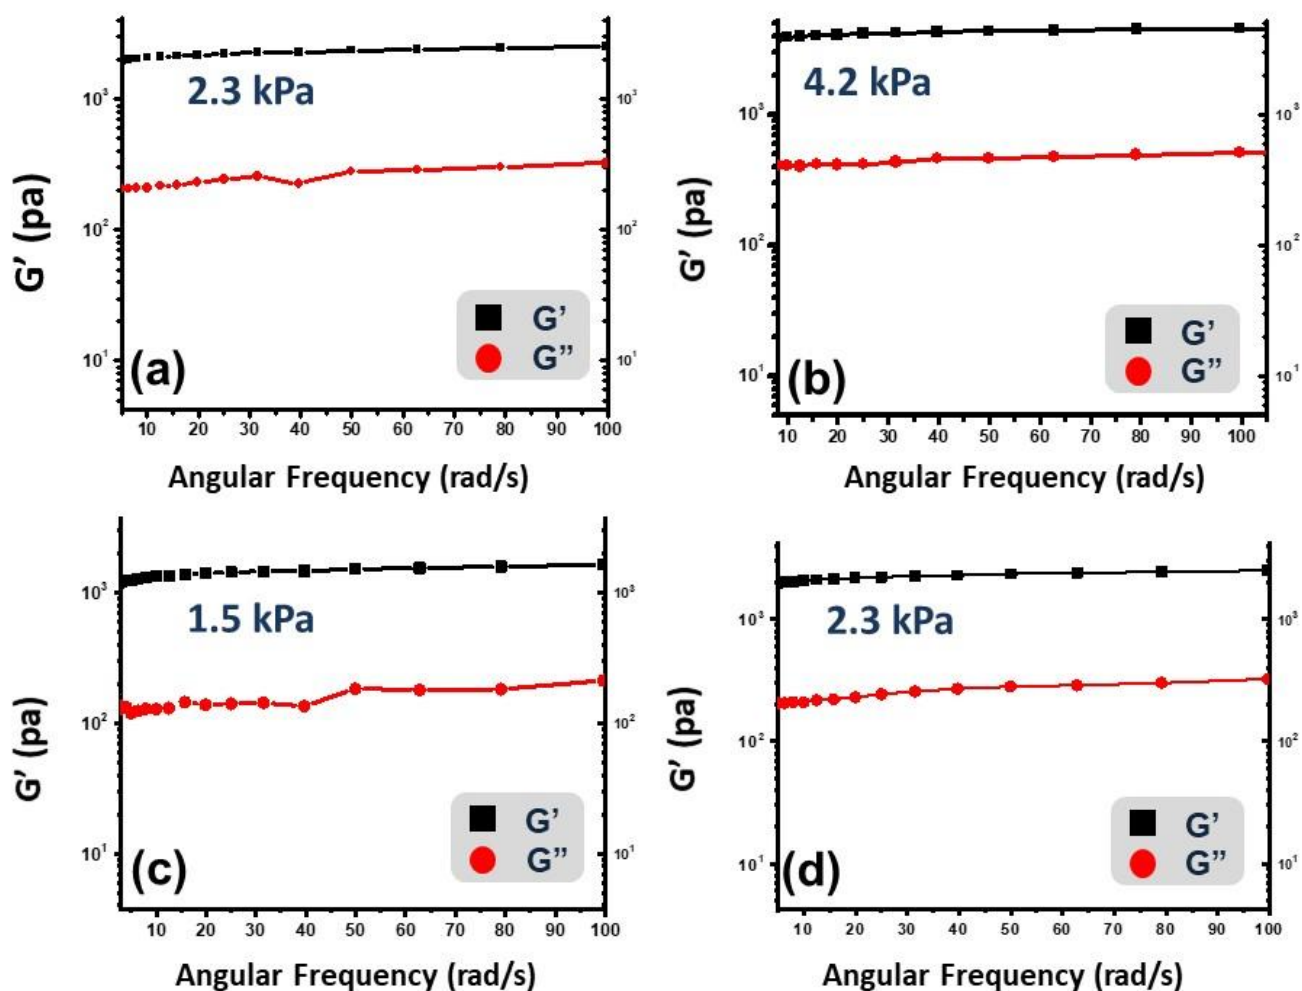 10³ 10³
2.3 kPa
G' (pa)
10² 10²
G'
G"
10¹ 10¹
(a)
10 20 30 40 50 60 70 80 90 100
Angular Frequency (rad/s)
4.2 kPa
10³ 10³
G' (pa)
10² 10²
G'
G"
10¹ 10¹
(b)
10 20 30 40 50 60 70 80 90 100
Angular Frequency (rad/s)
10³ 10³
1.5 kPa
G' (pa)
10² 10²
G'
G"
10¹ 10¹
(c)
10 20 30 40 50 60 70 80 90 100
Angular Frequency (rad/s)
10³ 10³
2.3 kPa
G' (pa)
10² 10²
G'
G"
10¹ 10¹
(d)
10 20 30 40 50 60 70 80 90 100
Angular Frequency (rad/s)